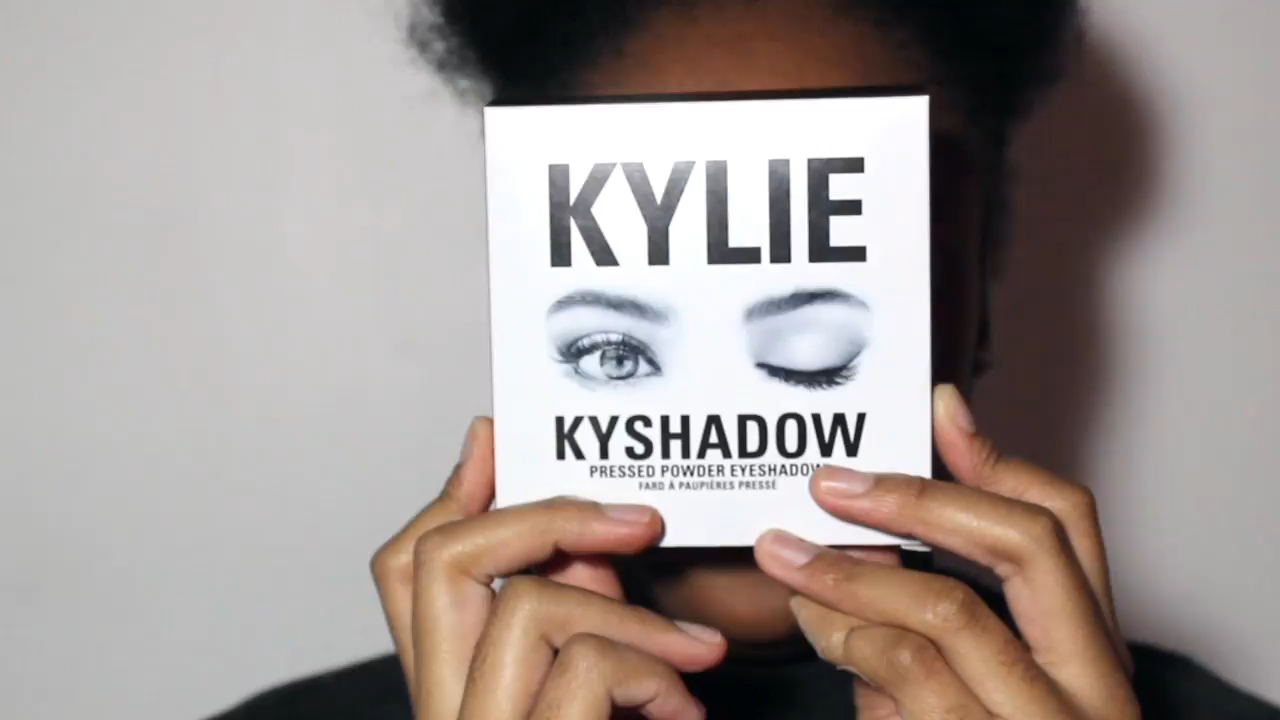 KYLIE
KYSHADOW
PRESSED POWDER EYESHADOW
FARD À PAUPIÈRES PRESSÉ